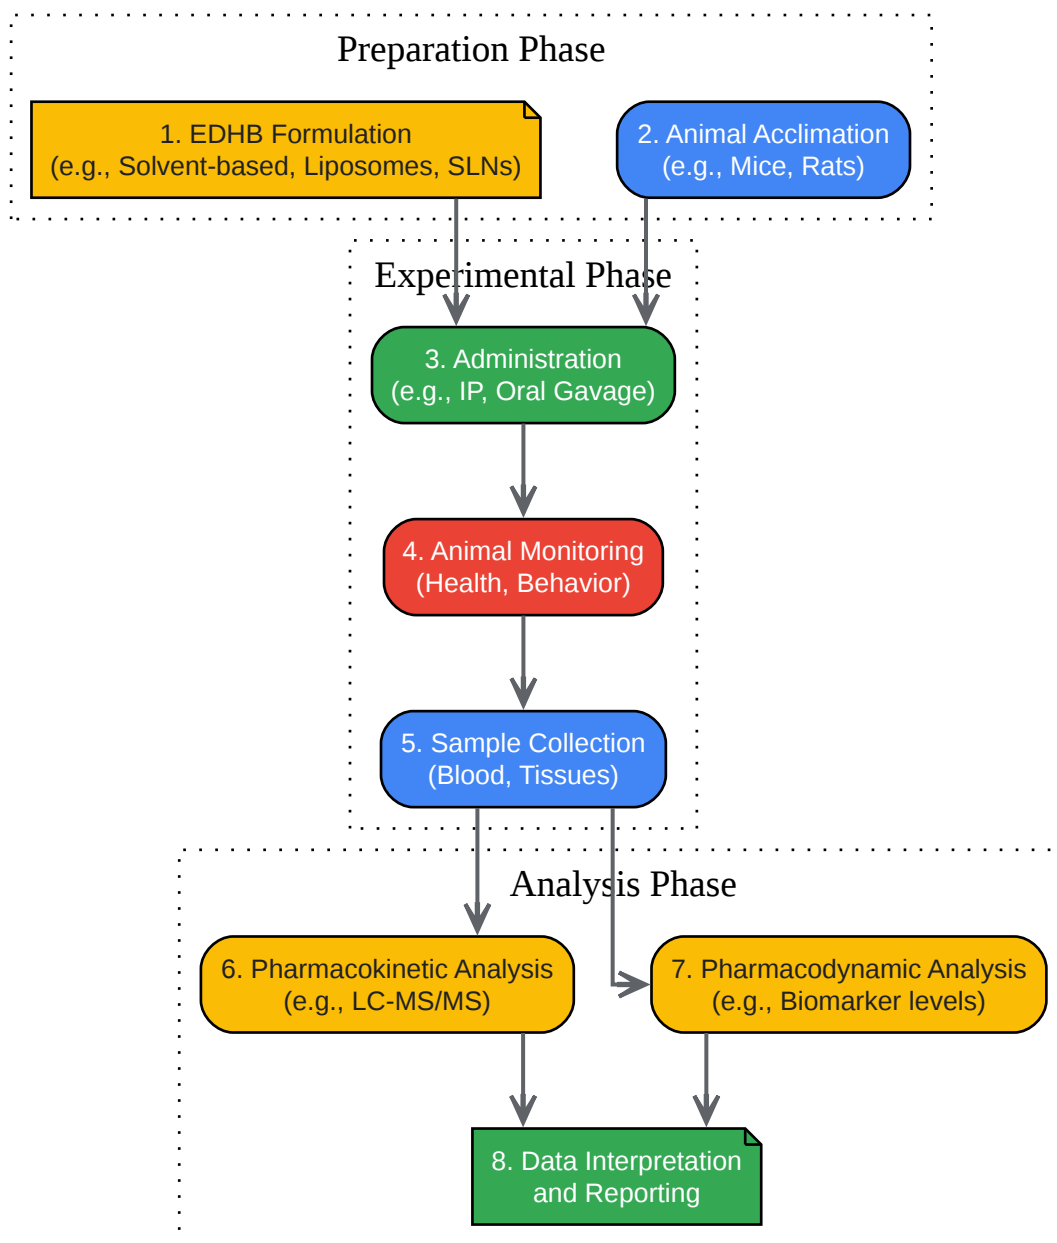 Preparation Phase
1. EDHB Formulation
(e.g., Solvent-based, Liposomes, SLNs)
2. Animal Acclimation
(e.g., Mice, Rats)
Experimental Phase
3. Administration
(e.g., IP, Oral Gavage)
4. Animal Monitoring
(Health, Behavior)
5. Sample Collection
(Blood, Tissues)
Analysis Phase
6. Pharmacokinetic Analysis
(e.g., LC-MS/MS)
7. Pharmacodynamic Analysis
(e.g., Biomarker levels)
8. Data Interpretation
and Reporting